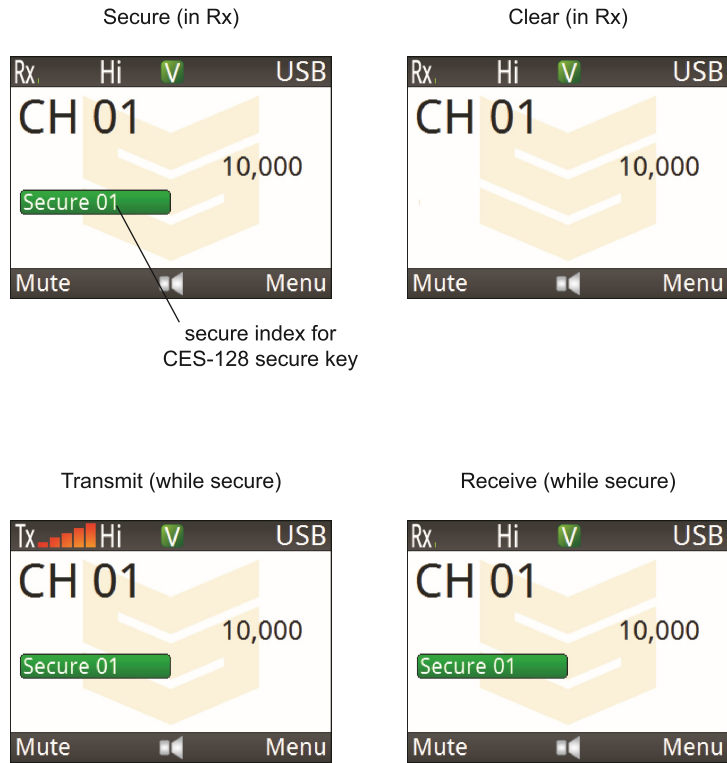 Secure (in Rx)
Clear (in Rx)
Rx Hi V USB
CH 01
10,000
Secure 01
Mute Menu
Rx Hi V USB
CH 01
10,000
Mute Menu
secure index for
CES-128 secure key
Transmit (while secure)
Receive (while secure)
Tx Hi V USB
CH 01
10,000
Secure 01
Mute Menu
Rx Hi V USB
CH 01
10,000
Secure 01
Mute Menu